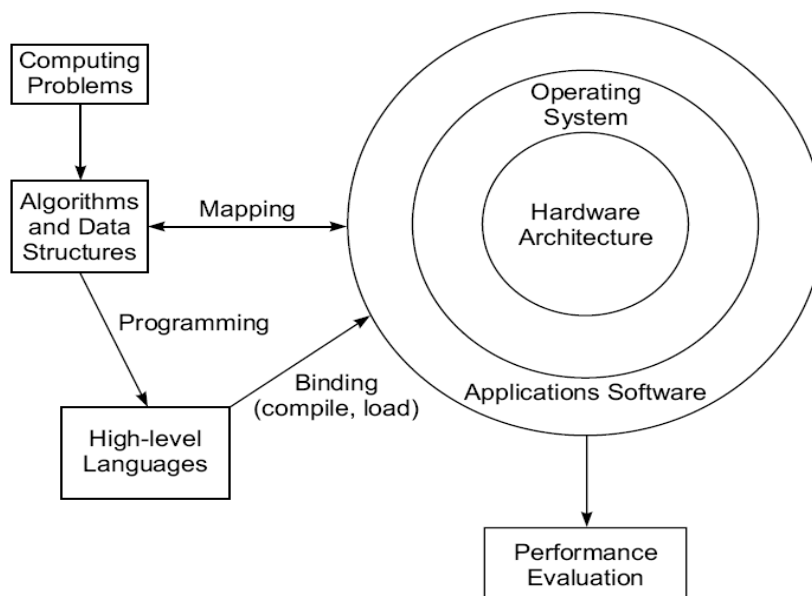 Computing
Problems
Operating
System
Algorithms
and Data
Structures
Mapping
Hardware
Architecture
Programming
Binding
(compile, load)
Applications Software
High-level
Languages
Performance
Evaluation